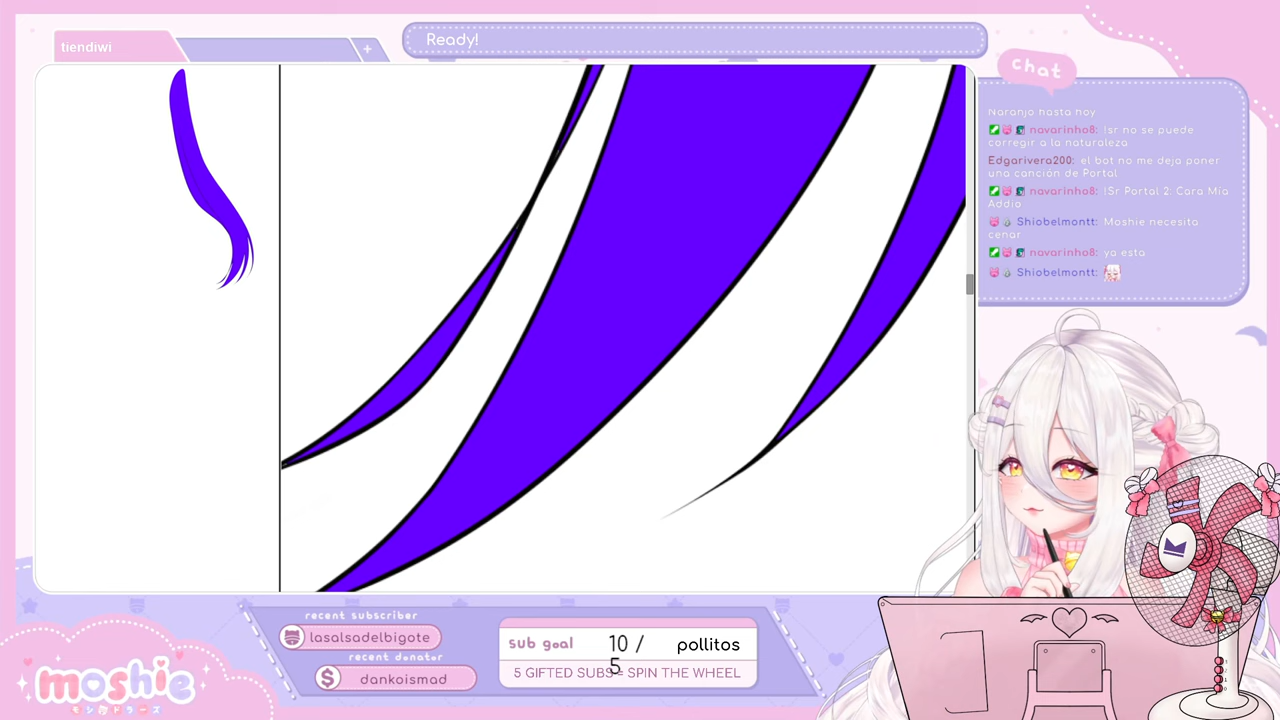 tiendiwi
+
Ready!
chat
Naranjo hasta hoy
navarinho8: !sr no se puede
corregir a la naturaleza
Edgarivera200: el bot no me deja poner
una canción de Portal
navarinho8: !Sr Portal 2: Cara Mia
Addio
Shiobelmontt: Moshie necesita
cenar
navarinho8: ya esta
Shiobelmontt:
recent subscriber
lasalsadelbigote
recent donator
$ dankoismad
sub goal 10 / 5 pollitos
5 GIFTED SUBS = SPIN THE WHEEL
moshie